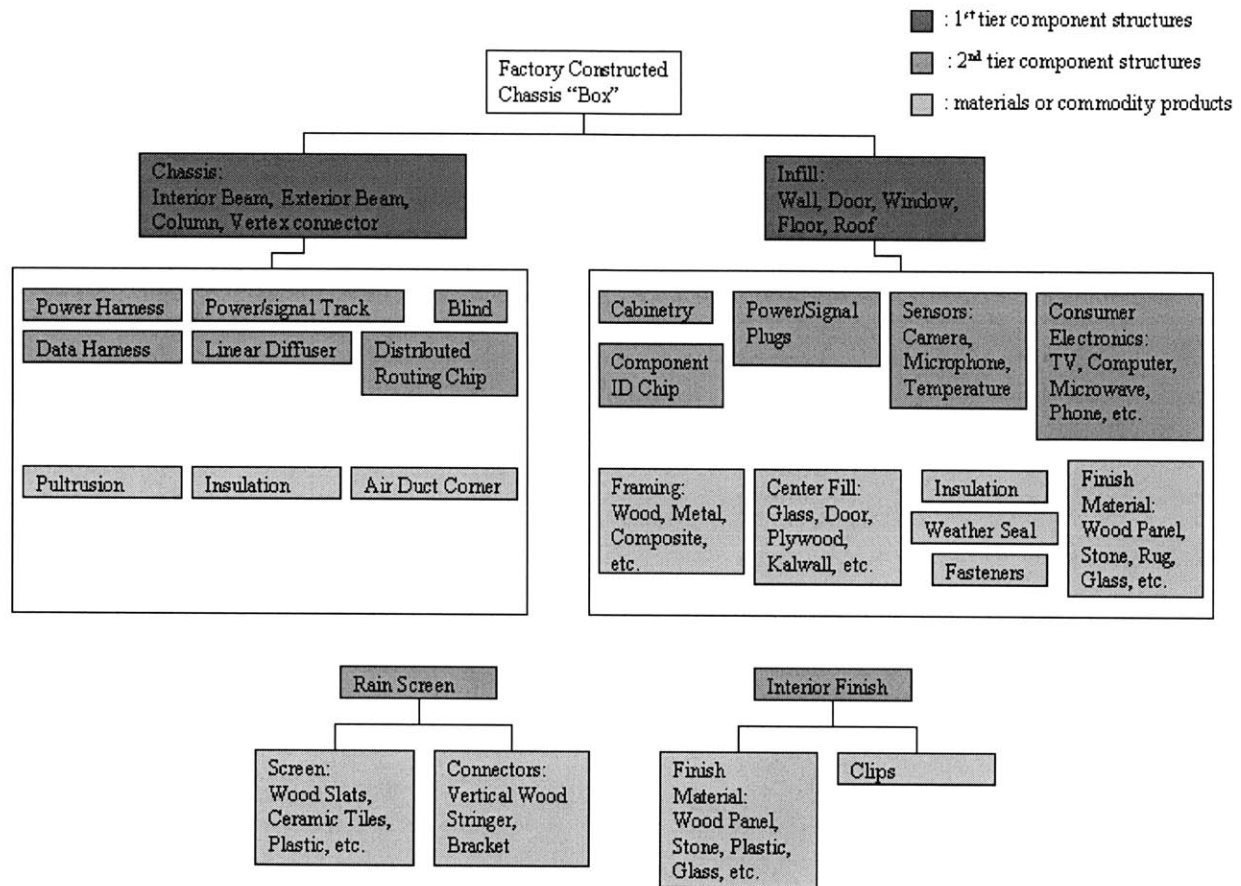 : 1st tier component structures
: 2nd tier component structures
: materials or commodity products
Factory Constructed
Chassis “Box”
Chassis:
Interior Beam, Exterior Beam,
Column, Vertex connector
Infill:
Wall, Door, Window,
Floor, Roof
Power Harness
Power/signal Track
Blind
Data Harness
Linear Diffuser
Distributed
Routing Chip
Pultrusion
Insulation
Air Duct Corner
Cabinetry
Component
ID Chip
Power/Signal
Plugs
Sensors:
Camera,
Microphone,
Temperature
Consumer
Electronics:
TV, Computer,
Microwave,
Phone, etc.
Framing:
Wood, Metal,
Composite,
etc.
Center Fill:
Glass, Door,
Plywood,
Kalwall, etc.
Insulation
Weather Seal
Fasteners
Finish
Material:
Wood Panel,
Stone, Rug,
Glass, etc.
Rain Screen
Screen:
Wood Slats,
Ceramic Tiles,
Plastic, etc.
Connectors:
Vertical Wood
Stringer,
Bracket
Interior Finish
Finish
Material:
Wood Panel,
Stone, Plastic,
Glass, etc.
Clips